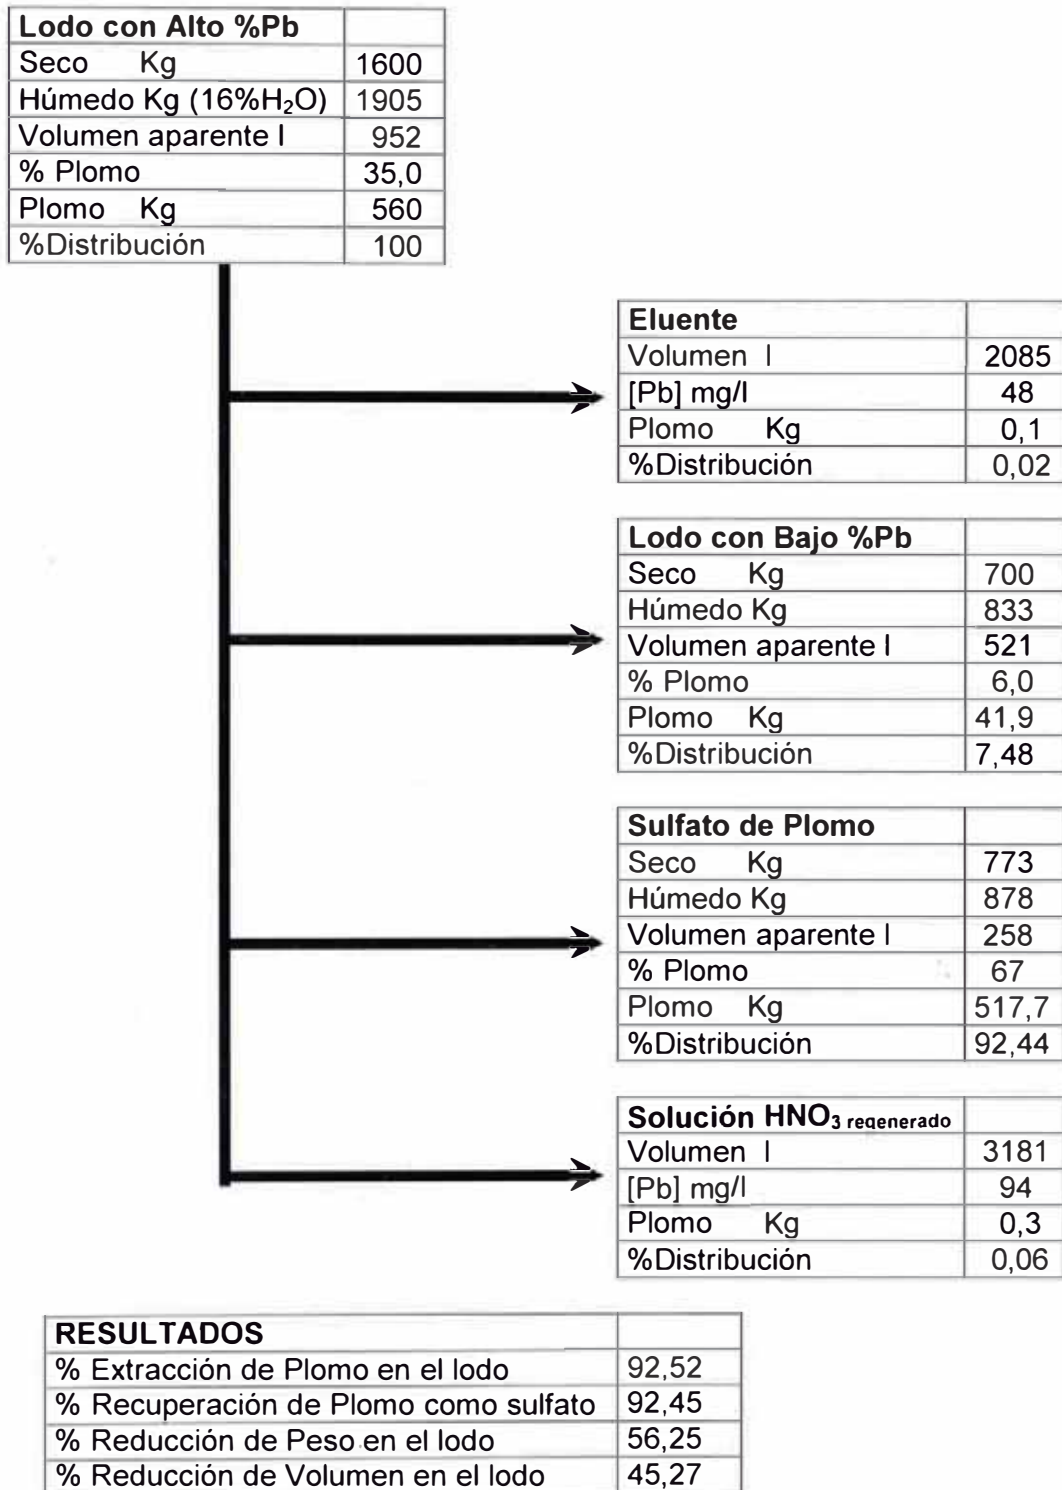 Lodo con Alto %Pb
Seco Kg 1600
Húmedo Kg (16%H₂O) 1905
Volumen aparente l 952
% Plomo 35,0
Plomo Kg 560
%Distribución 100
Eluente
Volumen l 2085
[Pb] mg/l 48
Plomo Kg 0,1
%Distribución 0,02
Lodo con Bajo %Pb
Seco Kg 700
Húmedo Kg 833
Volumen aparente l 521
% Plomo 6,0
Plomo Kg 41,9
%Distribución 7,48
Sulfato de Plomo
Seco Kg 773
Húmedo Kg 878
Volumen aparente l 258
% Plomo 67
Plomo Kg 517,7
%Distribución 92,44
Solución HNO₃ regenerado
Volumen l 3181
[Pb] mg/l 94
Plomo Kg 0,3
%Distribución 0,06
RESULTADOS
% Extracción de Plomo en el lodo 92,52
% Recuperación de Plomo como sulfato 92,45
% Reducción de Peso en el lodo 56,25
% Reducción de Volumen en el lodo 45,27